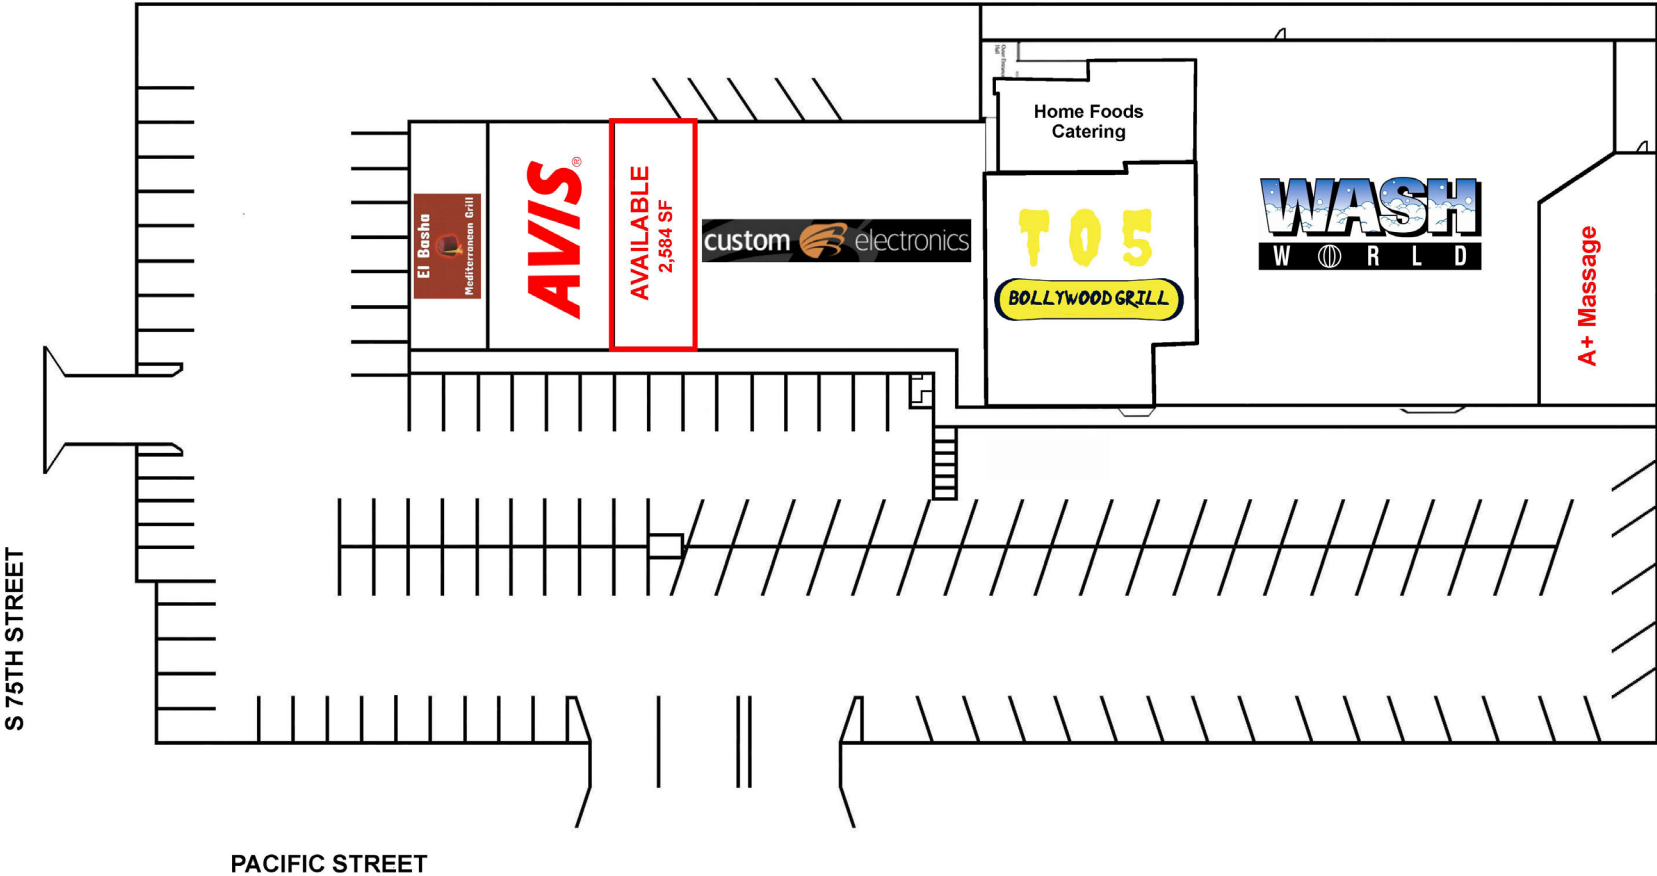 Home Foods
Catering
El Basha
Mediterranean Grill
AVIS®
AVAILABLE
2,584 SF
custom electronics
TO5
BOLLYWOOD GRILL
WASH
WORLD
A+ Massage
S 75TH STREET
PACIFIC STREET